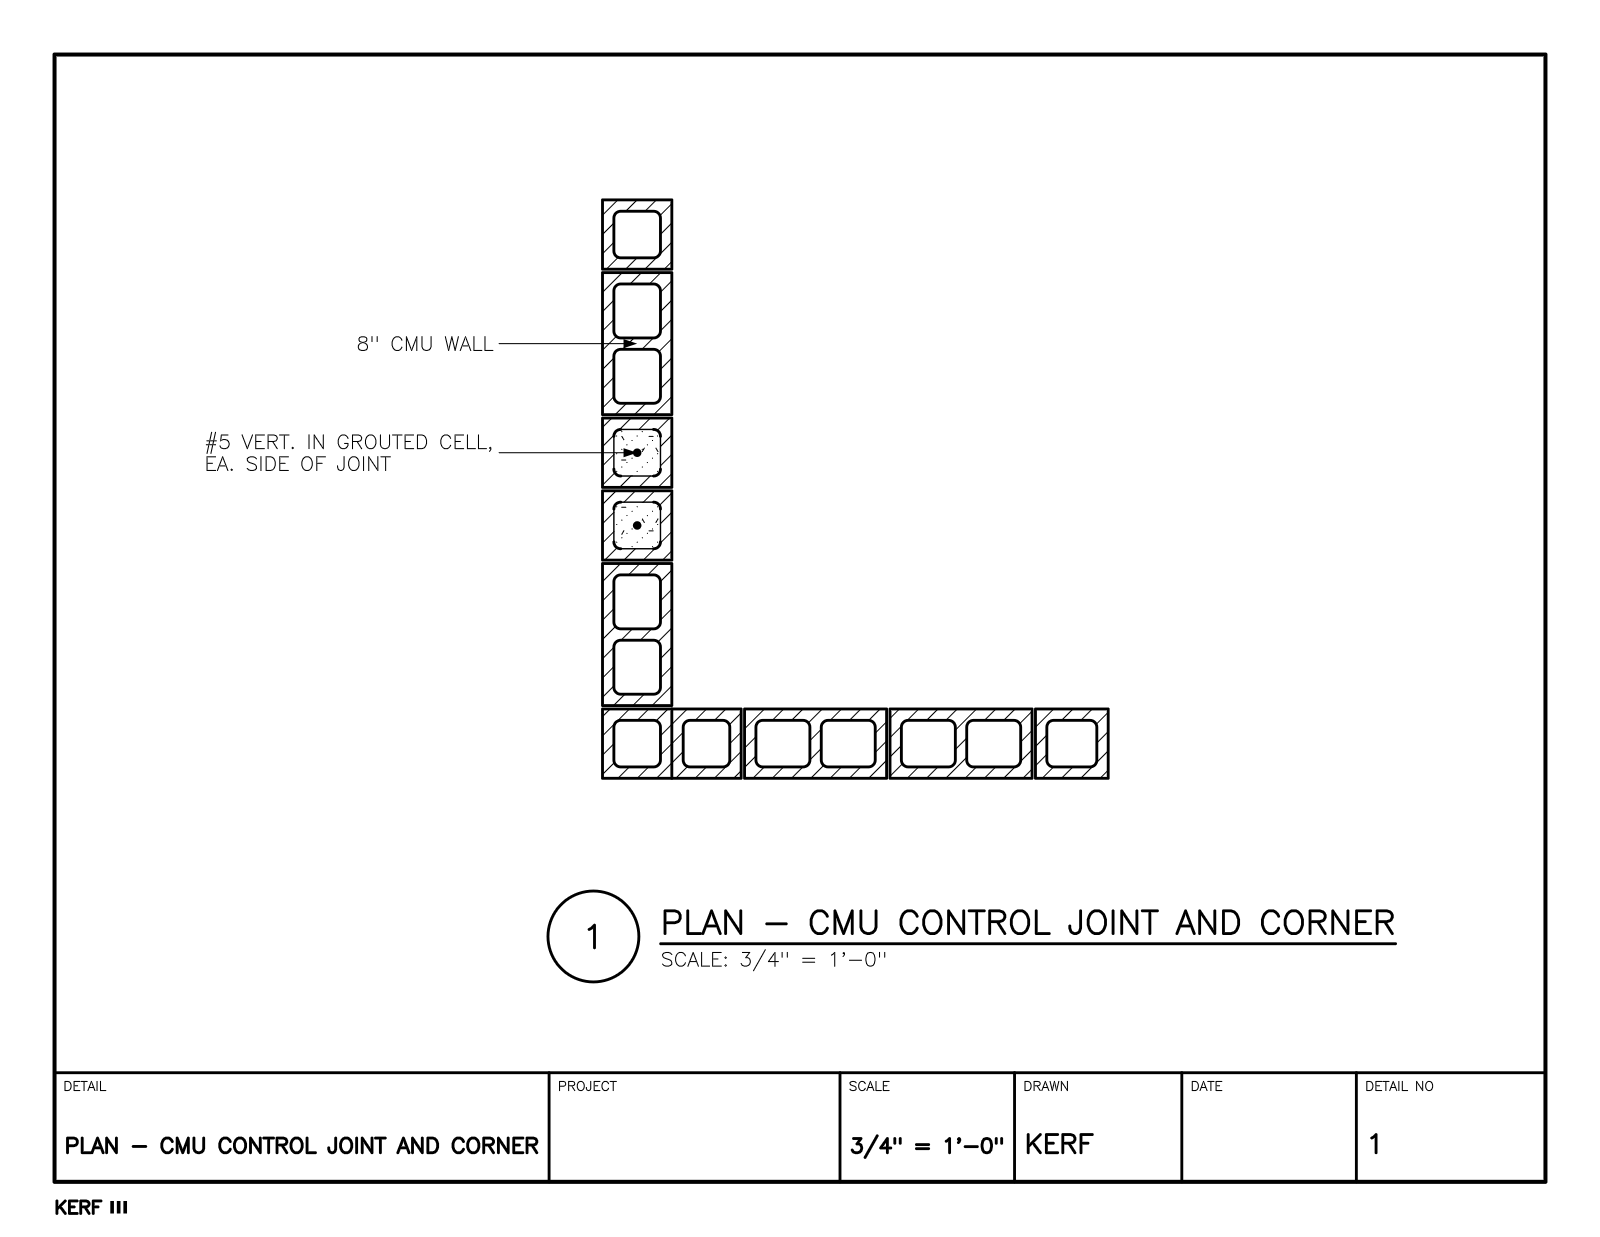 8" CMU WALL
#5 VERT. IN GROUTED CELL,
EA. SIDE OF JOINT
1
PLAN – CMU CONTROL JOINT AND CORNER
SCALE: 3/4" = 1'–0"
DETAIL
PLAN – CMU CONTROL JOINT AND CORNER
PROJECT
SCALE
3/4" = 1'–0"
DRAWN
KERF
DATE
DETAIL NO
1
KERF III